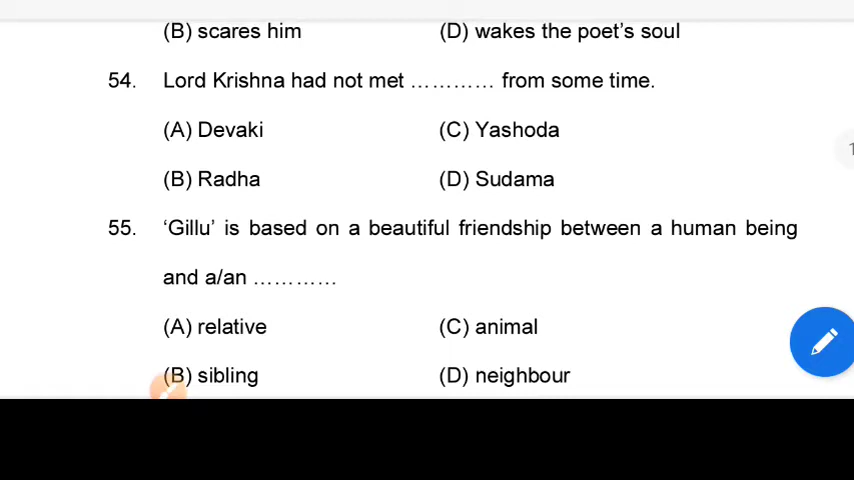 (B) scares him (D) wakes the poet’s soul
54. Lord Krishna had not met ………… from some time.
(A) Devaki (C) Yashoda
(B) Radha (D) Sudama
55. ‘Gillu’ is based on a beautiful friendship between a human being
and a/an …………
(A) relative (C) animal
(B) sibling (D) neighbour
1